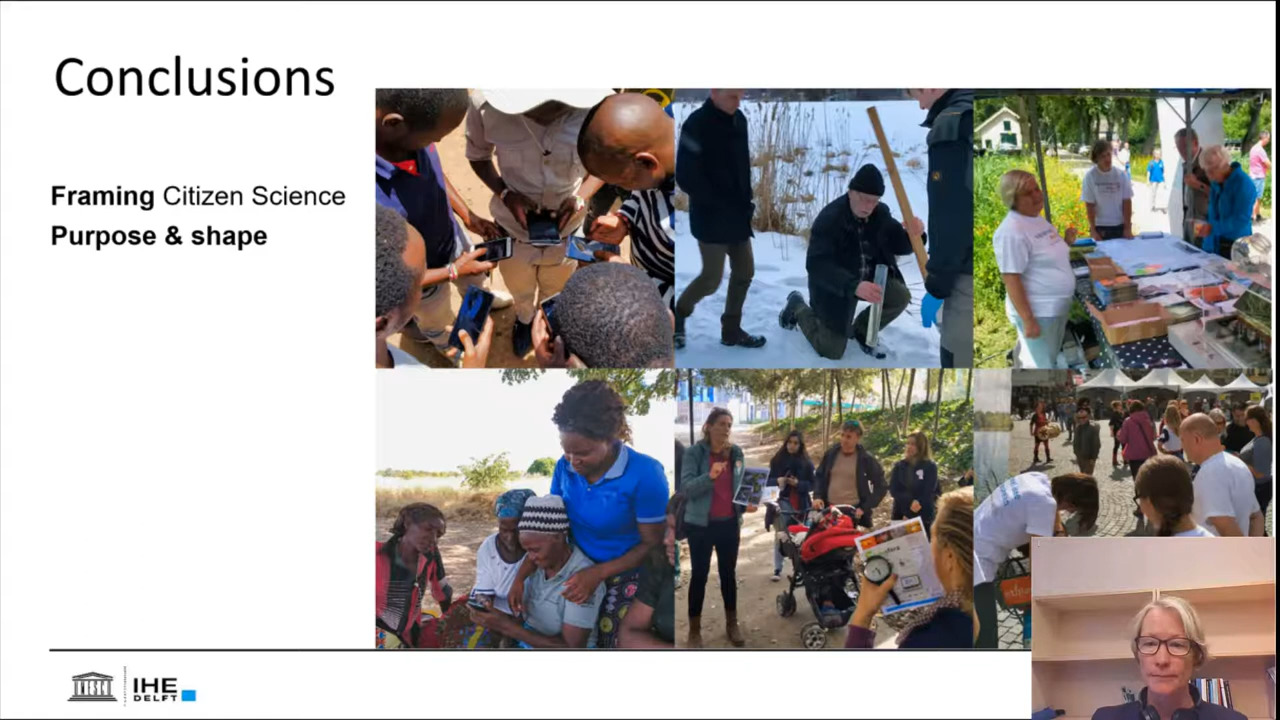 Conclusions
Framing Citizen Science
Purpose & shape
IHE
DELFT